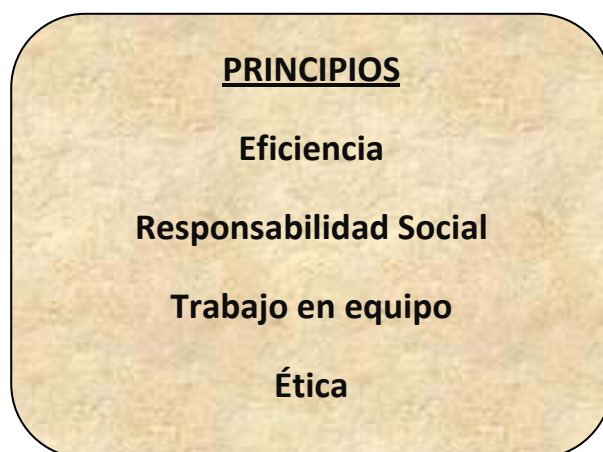 PRINCIPIOS
Eficiencia
Responsabilidad Social
Trabajo en equipo
Ética